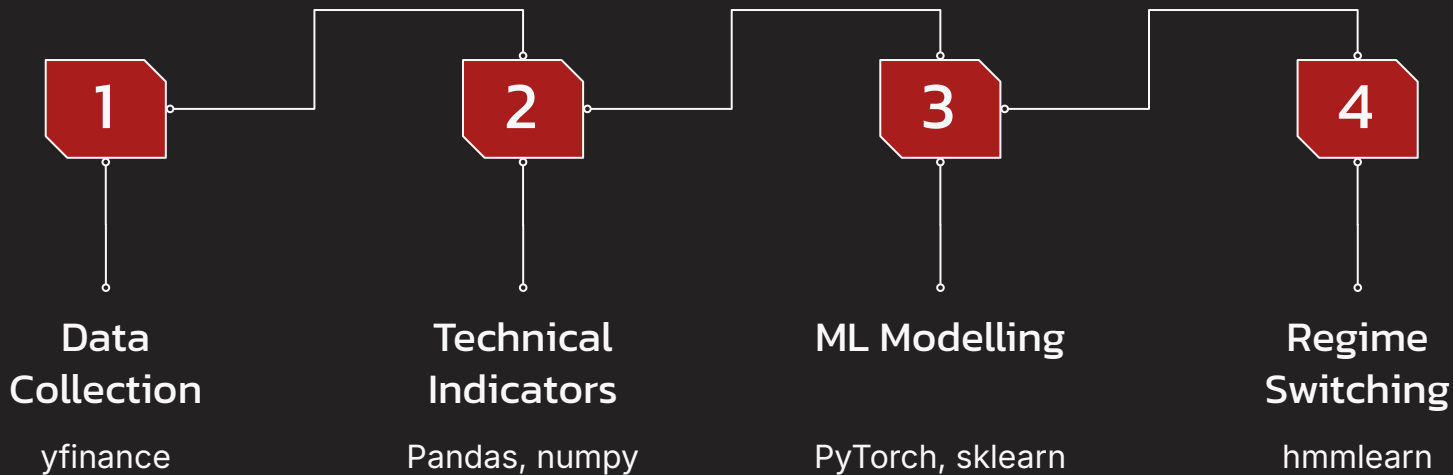 1
2
3
4
Data
Collection
yfinance
Technical
Indicators
Pandas, numpy
ML Modelling
PyTorch, sklearn
Regime
Switching
hmmlearn